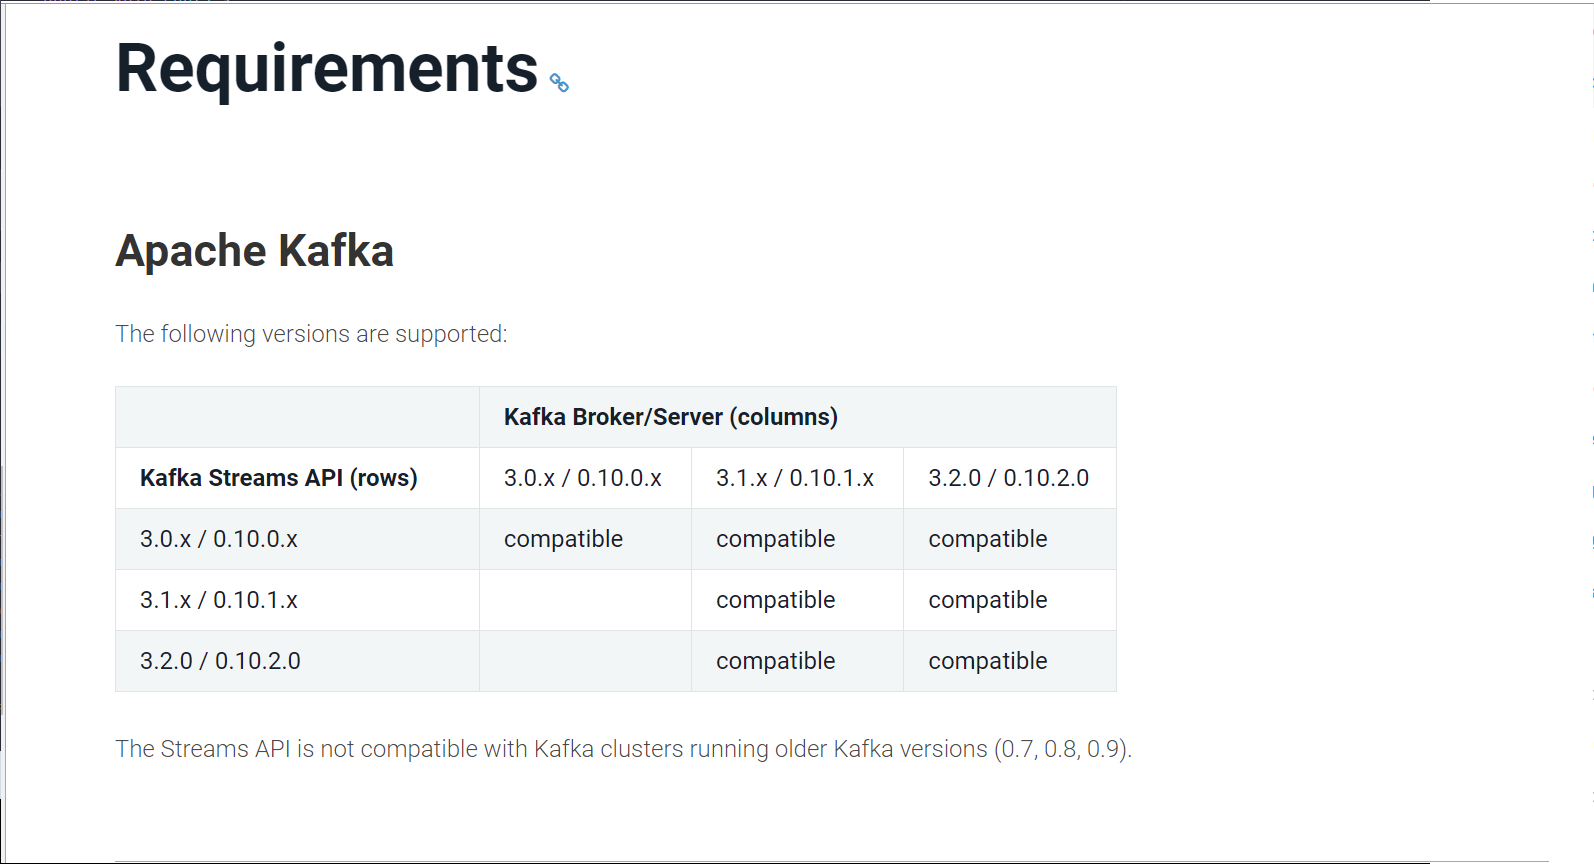 Requirements
Apache Kafka
The following versions are supported:
Kafka Broker/Server (columns)
Kafka Streams API (rows) 3.0.x / 0.10.0.x 3.1.x / 0.10.1.x 3.2.0 / 0.10.2.0
3.0.x / 0.10.0.x compatible compatible compatible
3.1.x / 0.10.1.x compatible compatible
3.2.0 / 0.10.2.0 compatible compatible
The Streams API is not compatible with Kafka clusters running older Kafka versions (0.7, 0.8, 0.9).